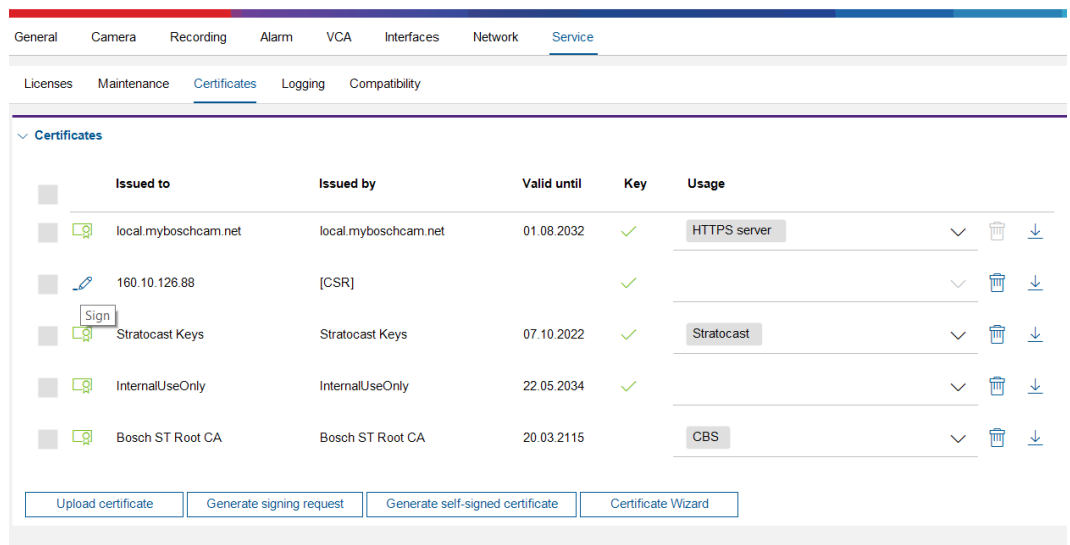 General Camera Recording Alarm VCA Interfaces Network Service
Licenses Maintenance Certificates Logging Compatibility
Certificates
Issued to Issued by Valid until Key Usage
local.myboschcam.net local.myboschcam.net 01.08.2032 HTTPS server
160.10.126.88 [CSR]
Sign
Stratocast Keys Stratocast Keys 07.10.2022 Stratocast
InternalUseOnly InternalUseOnly 22.05.2034
Bosch ST Root CA Bosch ST Root CA 20.03.2115 CBS
Upload certificate Generate signing request Generate self-signed certificate Certificate Wizard